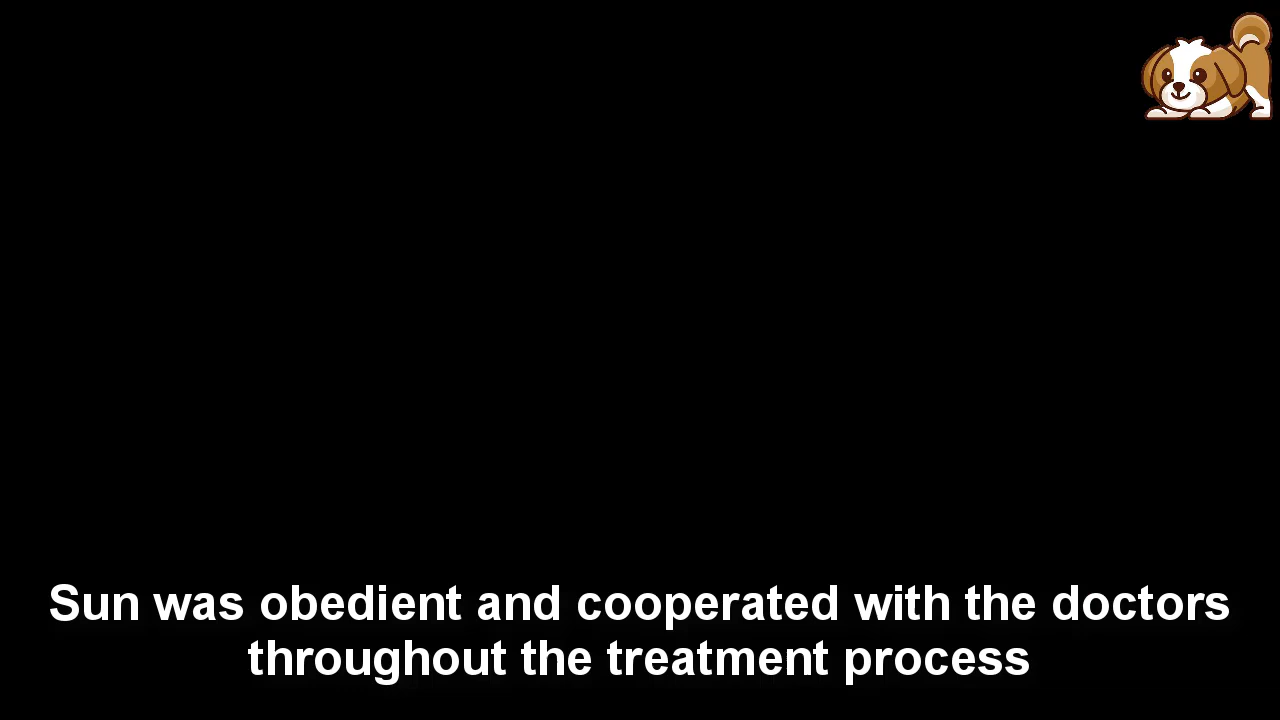 Sun was obedient and cooperated with the doctors
throughout the treatment process